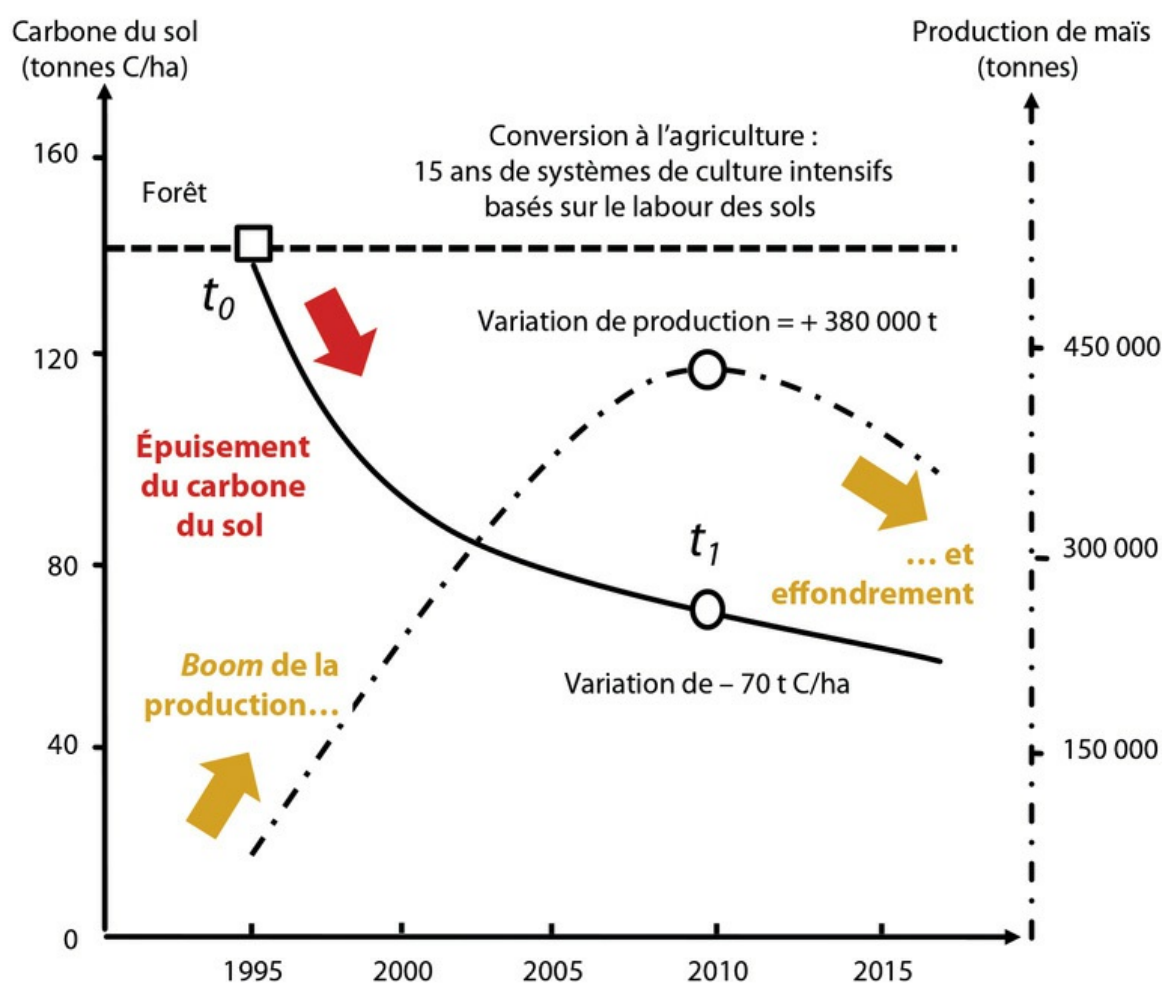 Carbone du sol
(tonnes C/ha)
Production de maïs
(tonnes)
160
Conversion à l'agriculture :
15 ans de systèmes de culture intensifs
basés sur le labour des sols
Forêt
t0
Variation de production = + 380 000 t
120
450 000
Épuisement
du carbone
du sol
t1
80
300 000
... et
effondrement
Boom de la
production...
Variation de – 70 t C/ha
40
150 000
0
1995
2000
2005
2010
2015